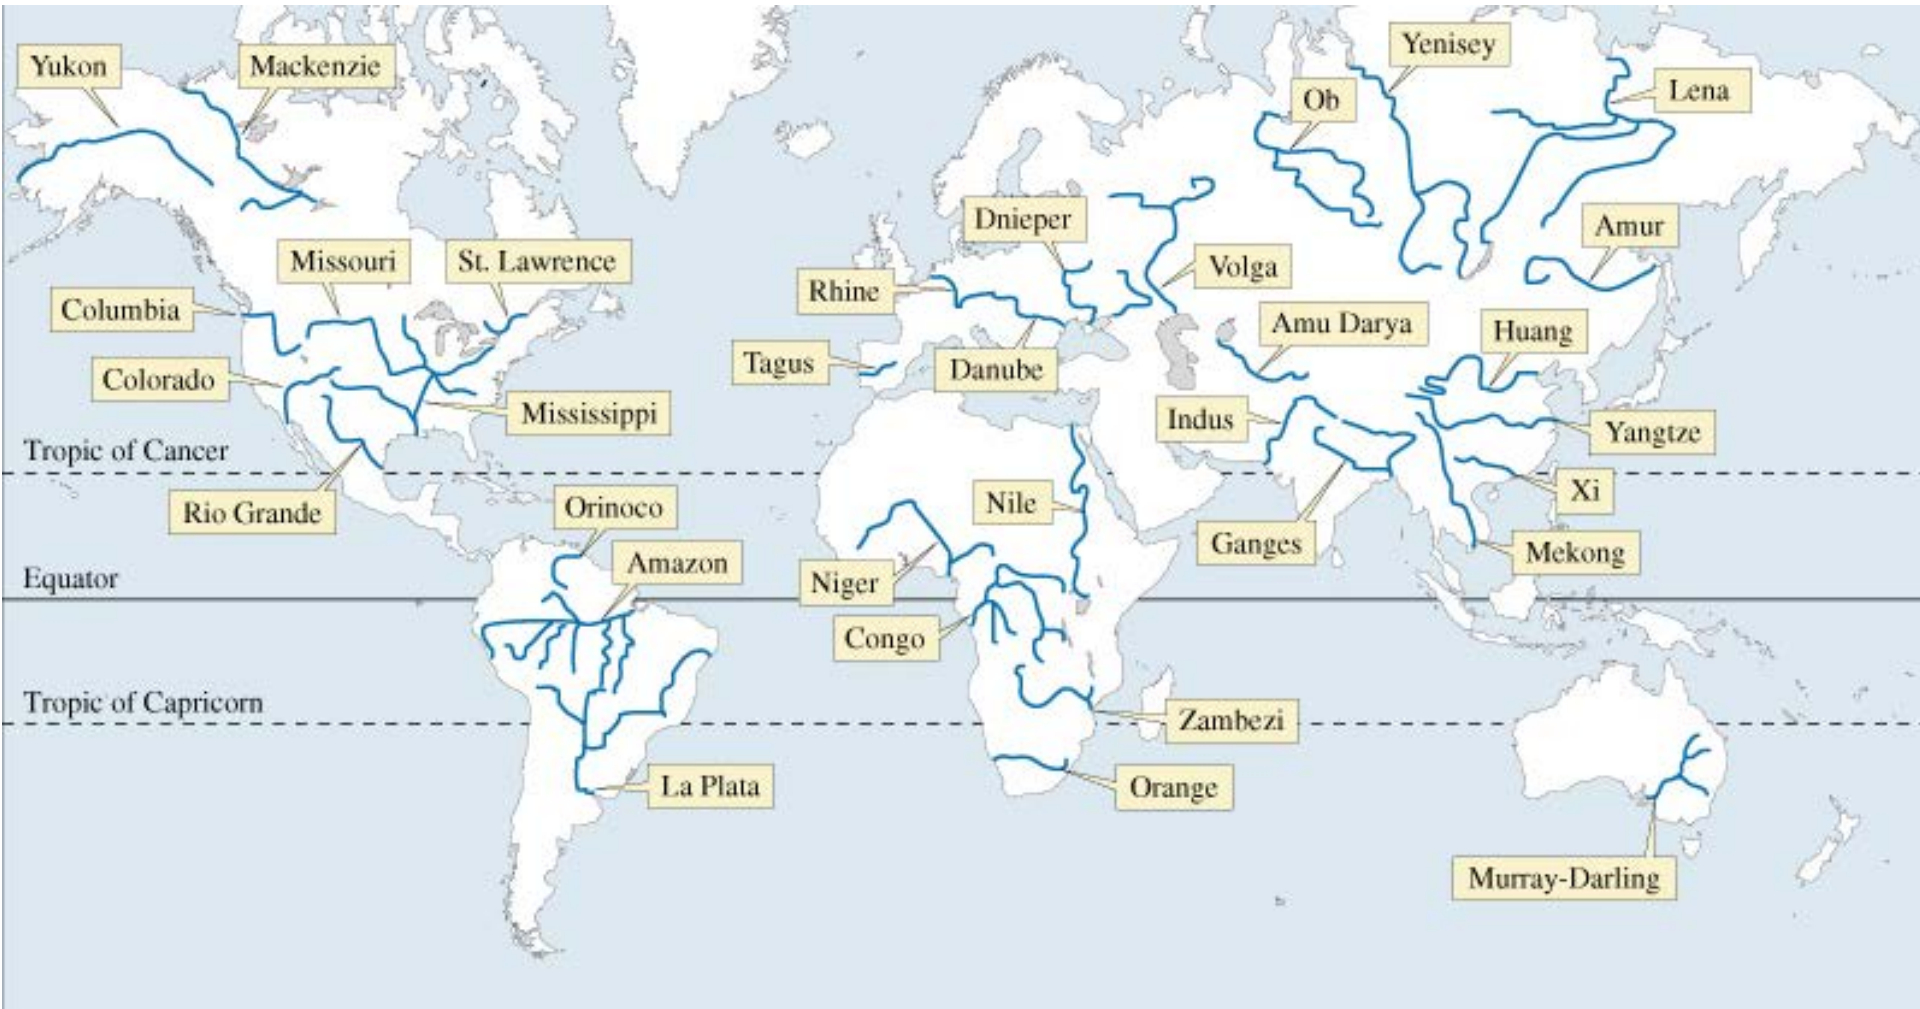 Yukon
Mackenzie
Yenisey
Lena
Ob
Dnieper
Amur
Missouri
St. Lawrence
Volga
Rhine
Columbia
Amu Darya
Huang
Tagus
Danube
Colorado
Mississippi
Indus
Yangtze
Tropic of Cancer
Xi
Nile
Rio Grande
Orinoco
Ganges
Mekong
Amazon
Equator
Niger
Congo
Tropic of Capricorn
Zambezi
La Plata
Orange
Murray-Darling